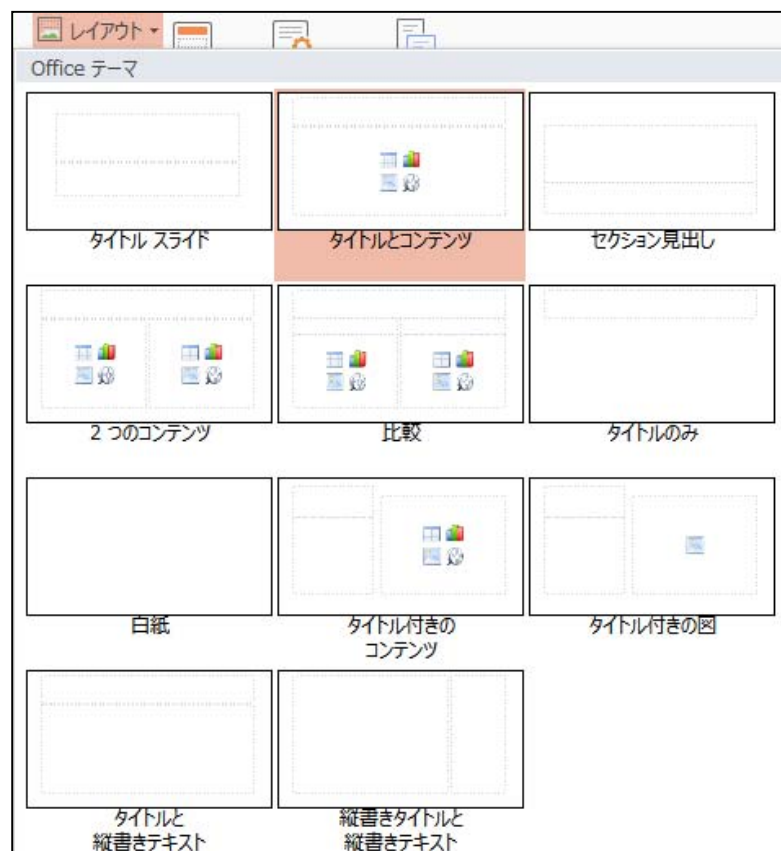 レイアウト
Office テーマ
タイトル スライド
タイトルとコンテンツ
セクション見出し
2 つのコンテンツ
比較
タイトルのみ
白紙
タイトル付きの
コンテンツ
タイトル付きの図
タイトルと
縦書きテキスト
縦書きタイトルと
縦書きテキスト